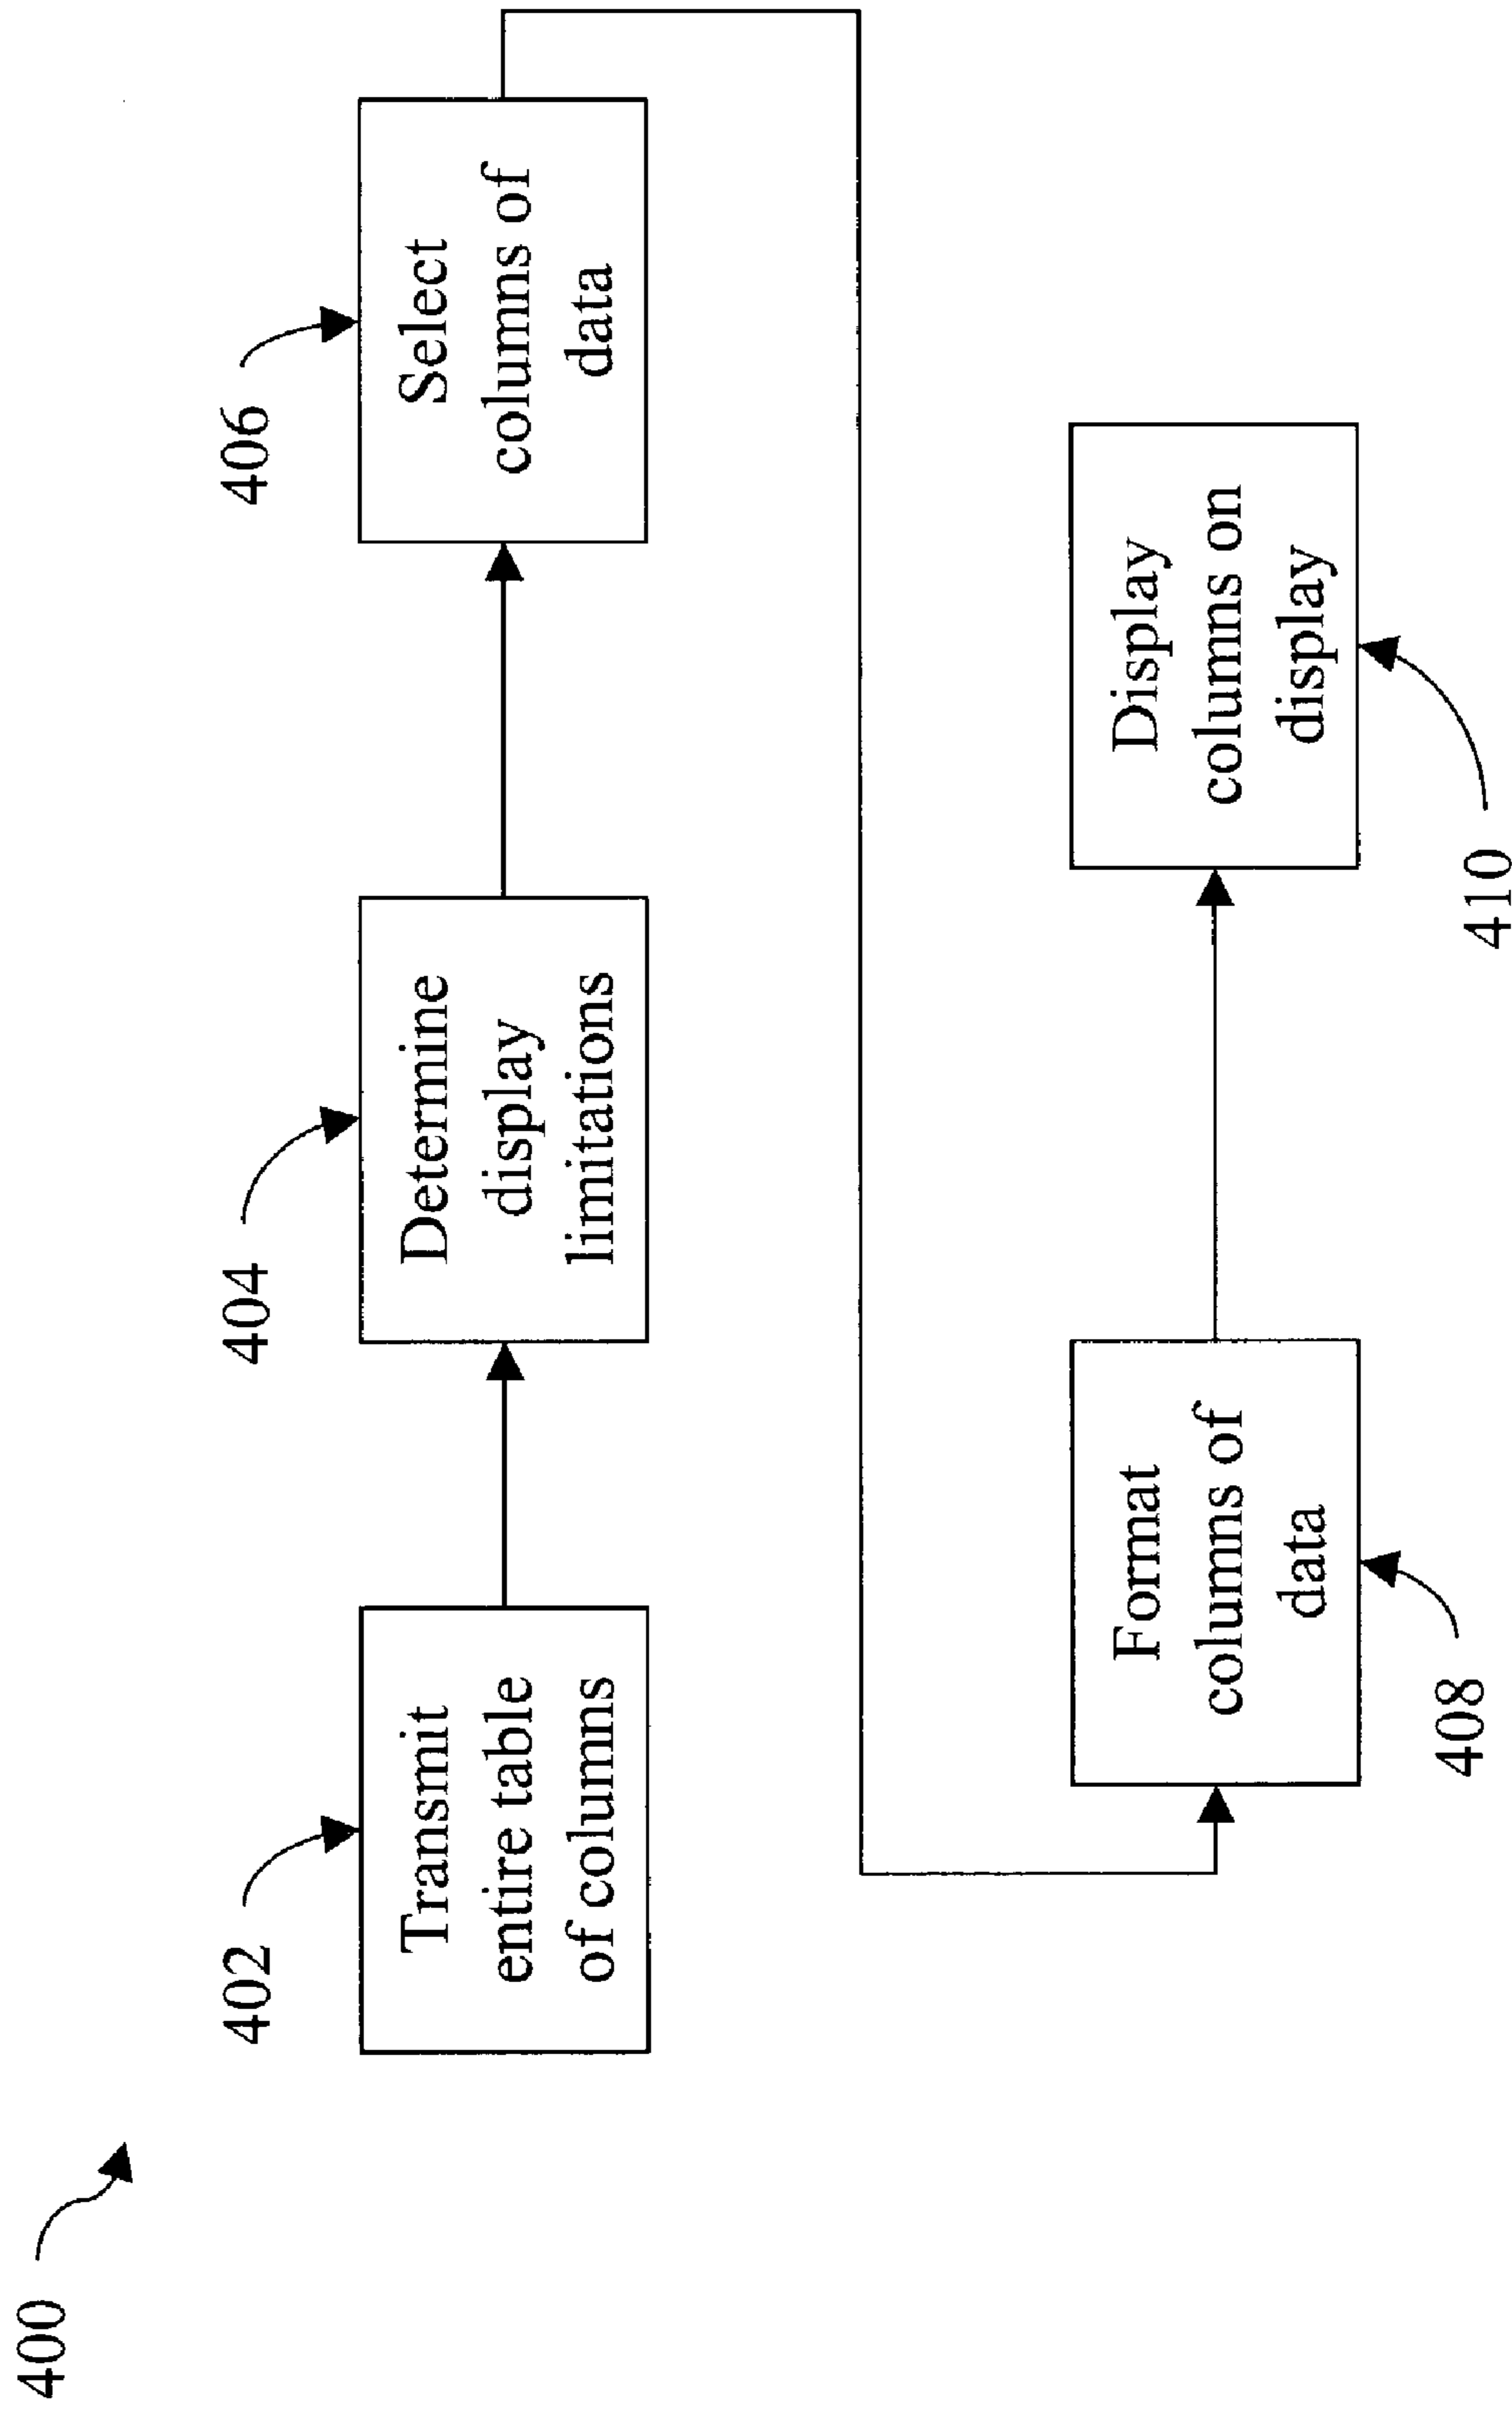 400
402
Transmit
entire table
of columns
404
Determine
display
limitations
406
Select
columns of
data
408
Format
columns of
data
410
Display
columns on
display